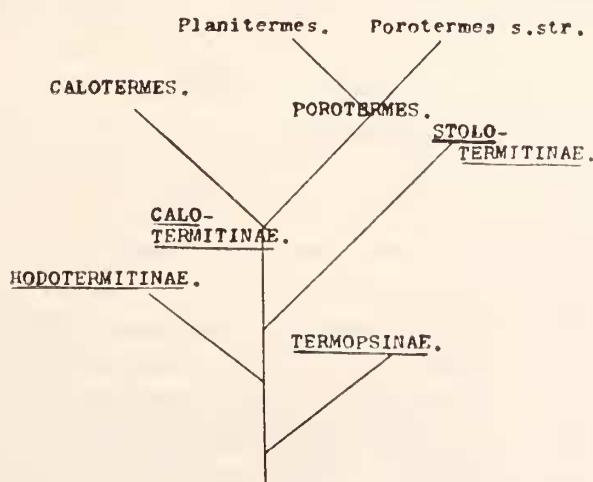 Planitermes. Porotermes s.str.
CALOTERMES.
POROTERMES.
STOLO-
TERMITINAE.
CALO-
TERMITINAE.
HODOTERMITINAE.
TERMOPSINAE.